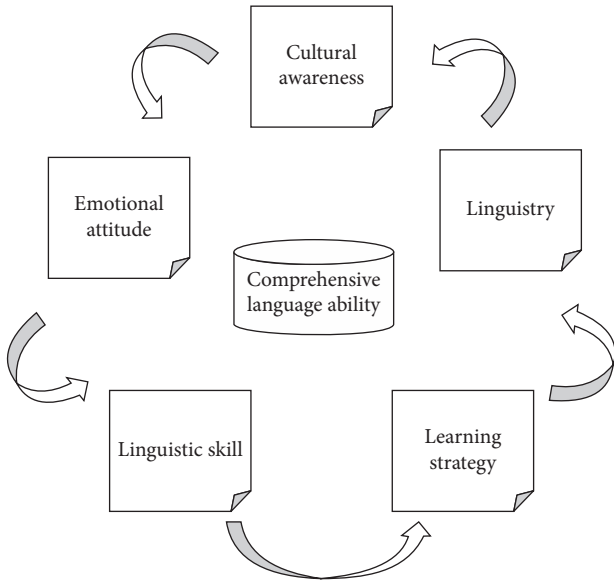 Cultural
awareness
Emotional
attitude
Linguistry
Comprehensive
language ability
Linguistic skill
Learning
strategy